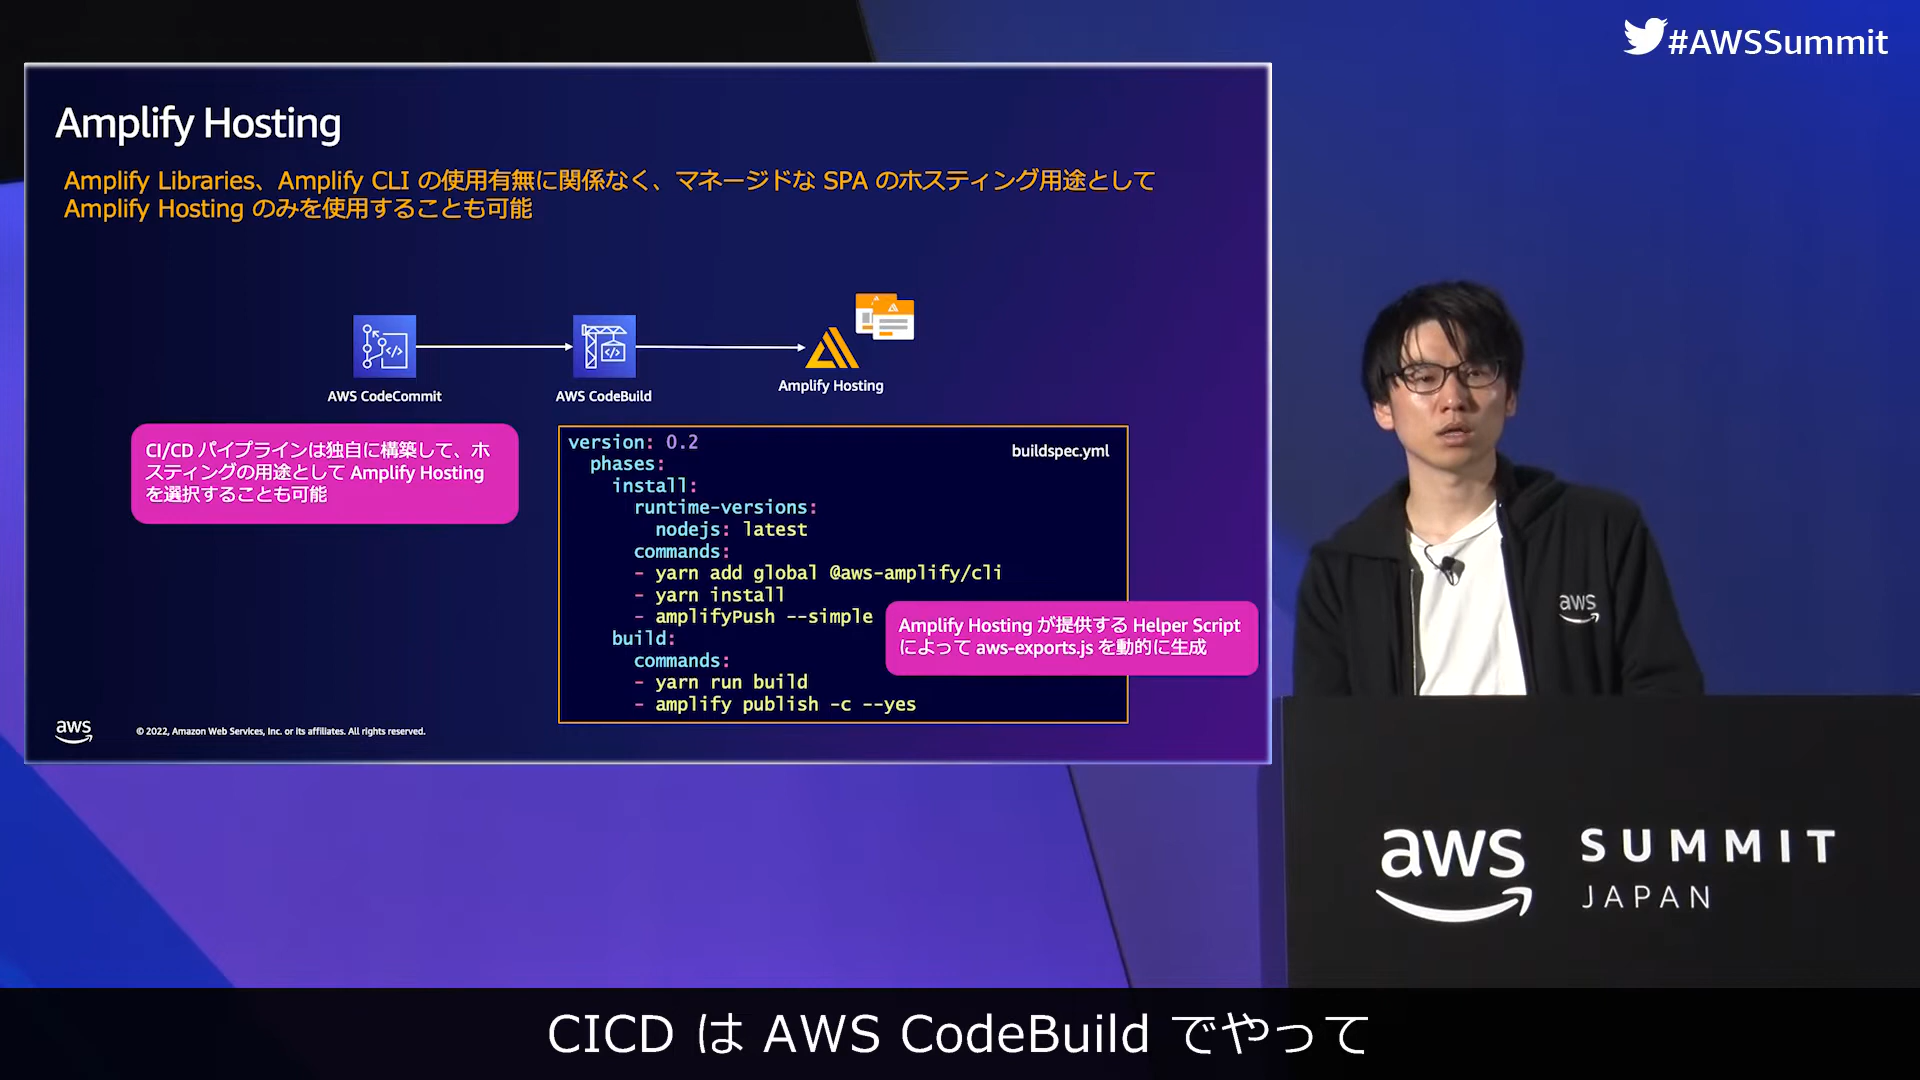 #AWSSummit
Amplify Hosting
Amplify Libraries、Amplify CLI の使用有無に関係なく、マネージドな SPA のホスティング用途として
Amplify Hosting のみを使用することも可能
AWS CodeCommit
AWS CodeBuild
Amplify Hosting
CI/CD パイプラインは独自に構築して、ホ
スティングの用途として Amplify Hosting
を選択することも可能
buildspec.yml
version: 0.2
phases:
install:
runtime-versions:
nodejs: latest
commands:
- yarn add global @aws-amplify/cli
- yarn install
- amplifyPush --simple
build:
commands:
- yarn run build
- amplify publish -c --yes
Amplify Hosting が提供する Helper Script
によって aws-exports.js を動的に生成
aws
© 2022, Amazon Web Services, Inc. or its affiliates. All rights reserved.
aws
aws
SUMMIT
JAPAN
CICD は AWS CodeBuild でやって